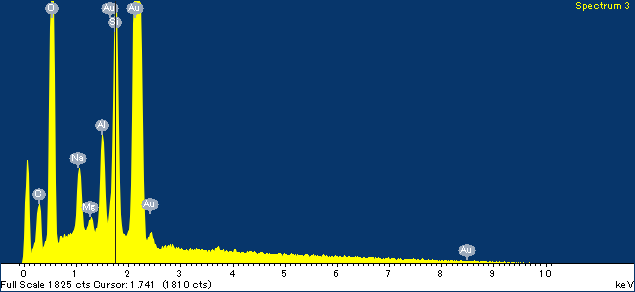 Spectrum 3
O Au Au
Si
Al
Na
O Mg Au
Au
0 1 2 3 4 5 6 7 8 9 10
Full Scale 1825 cts Cursor: 1.741 (1810 cts) keV